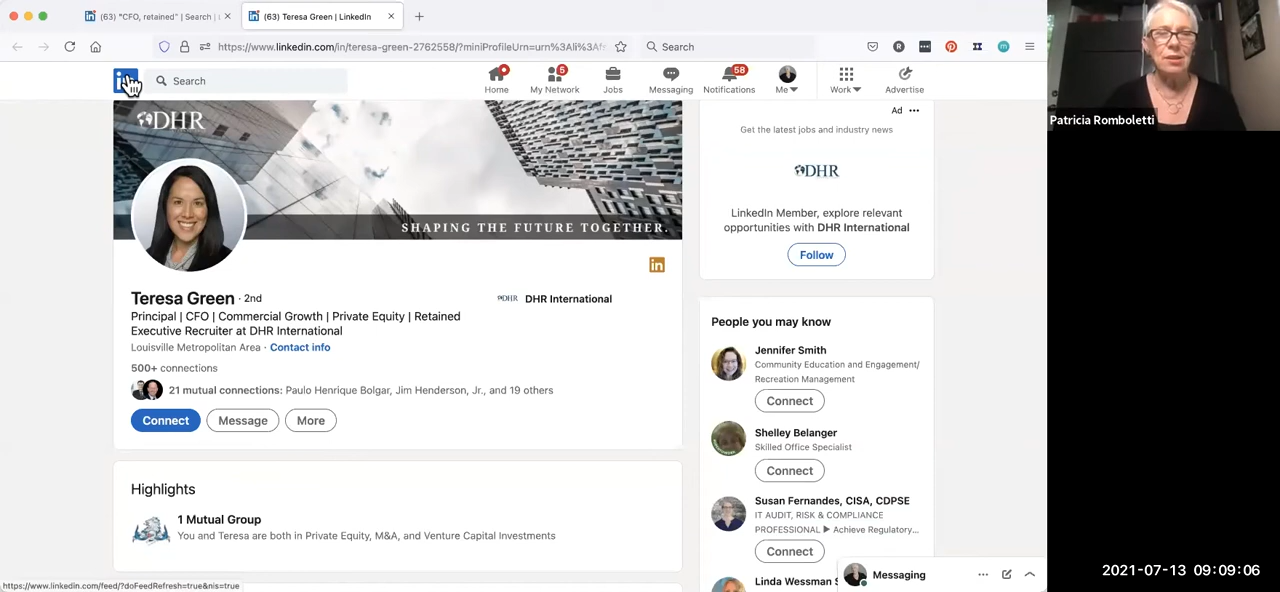 (63) "CFO, retained" | Search |
(63) Teresa Green | LinkedIn
https://www.linkedin.com/in/teresa-green-2762558/?miniProfileUrn=urn%3Ali%3Afs
Search
Search
Home
5
My Network
Jobs
Messaging
58
Notifications
Me
Work
Advertise
DHR
SHAPING THE FUTURE TOGETHER.
in
Teresa Green · 2nd
DHR DHR International
Principal | CFO | Commercial Growth | Private Equity | Retained
Executive Recruiter at DHR International
Louisville Metropolitan Area · Contact info
500+ connections
21 mutual connections: Paulo Henrique Bolgar, Jim Henderson, Jr., and 19 others
Connect
Message
More
Highlights
1 Mutual Group
You and Teresa are both in Private Equity, M&A, and Venture Capital Investments
Ad
Get the latest jobs and industry news
DHR
LinkedIn Member, explore relevant
opportunities with DHR International
Follow
People you may know
Jennifer Smith
Community Education and Engagement/
Recreation Management
Connect
Shelley Belanger
Skilled Office Specialist
Connect
Susan Fernandes, CISA, CDPSE
IT AUDIT, RISK & COMPLIANCE
PROFESSIONAL ▶ Achieve Regulatory...
Connect
Linda Wessman
Messaging
https://www.linkedin.com/feed/?doFeedRefresh=true&nis=true
Patricia Romboletti
2021-07-13 09:09:06